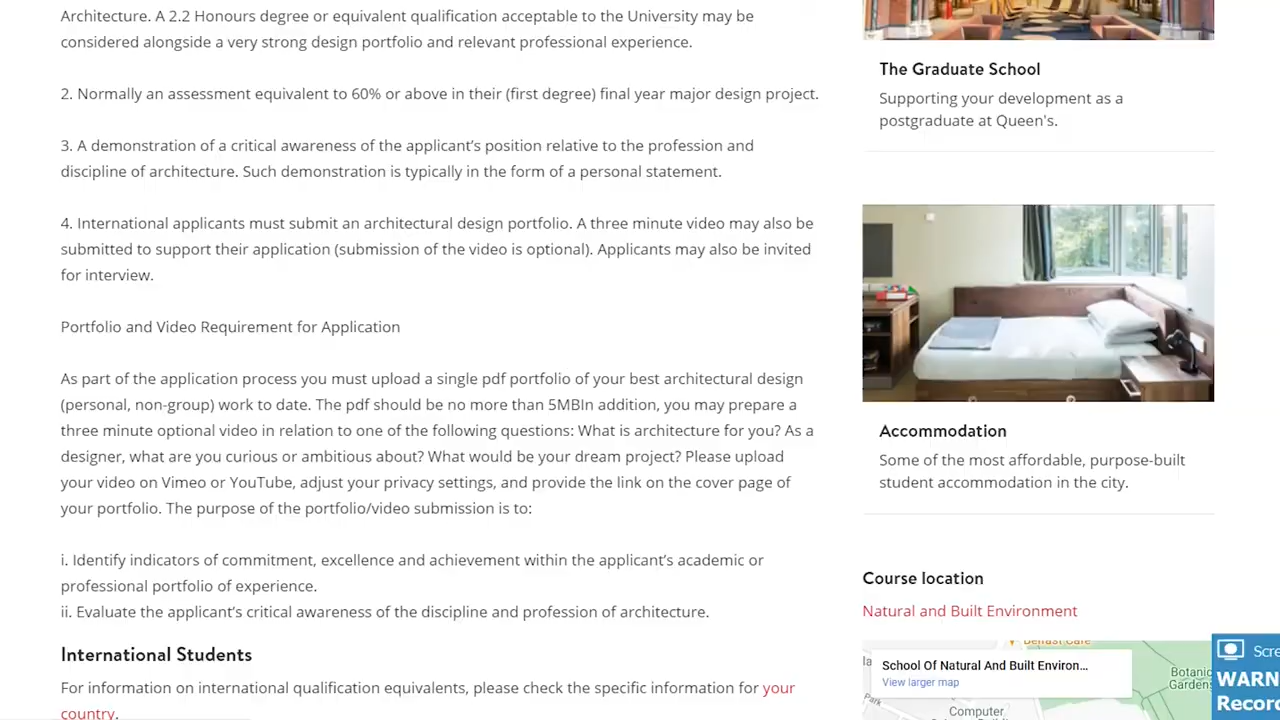 Architecture. A 2.2 Honours degree or equivalent qualification acceptable to the University may be
considered alongside a very strong design portfolio and relevant professional experience.
2. Normally an assessment equivalent to 60% or above in their (first degree) final year major design project.
3. A demonstration of a critical awareness of the applicant's position relative to the profession and
discipline of architecture. Such demonstration is typically in the form of a personal statement.
4. International applicants must submit an architectural design portfolio. A three minute video may also be
submitted to support their application (submission of the video is optional). Applicants may also be invited
for interview.
Portfolio and Video Requirement for Application
As part of the application process you must upload a single pdf portfolio of your best architectural design
(personal, non-group) work to date. The pdf should be no more than 5MBIn addition, you may prepare a
three minute optional video in relation to one of the following questions: What is architecture for you? As a
designer, what are you curious or ambitious about? What would be your dream project? Please upload
your video on Vimeo or YouTube, adjust your privacy settings, and provide the link on the cover page of
your portfolio. The purpose of the portfolio/video submission is to:
i. Identify indicators of commitment, excellence and achievement within the applicant's academic or
professional portfolio of experience.
ii. Evaluate the applicant's critical awareness of the discipline and profession of architecture.
International Students
For information on international qualification equivalents, please check the specific information for your
country.
The Graduate School
Supporting your development as a
postgraduate at Queen's.
Accommodation
Some of the most affordable, purpose-built
student accommodation in the city.
Course location
Natural and Built Environment
Belfast Cafe
School Of Natural And Built Environ...
View larger map
Botanic
Gardens
Park
Computer
Scre
WARN
Record